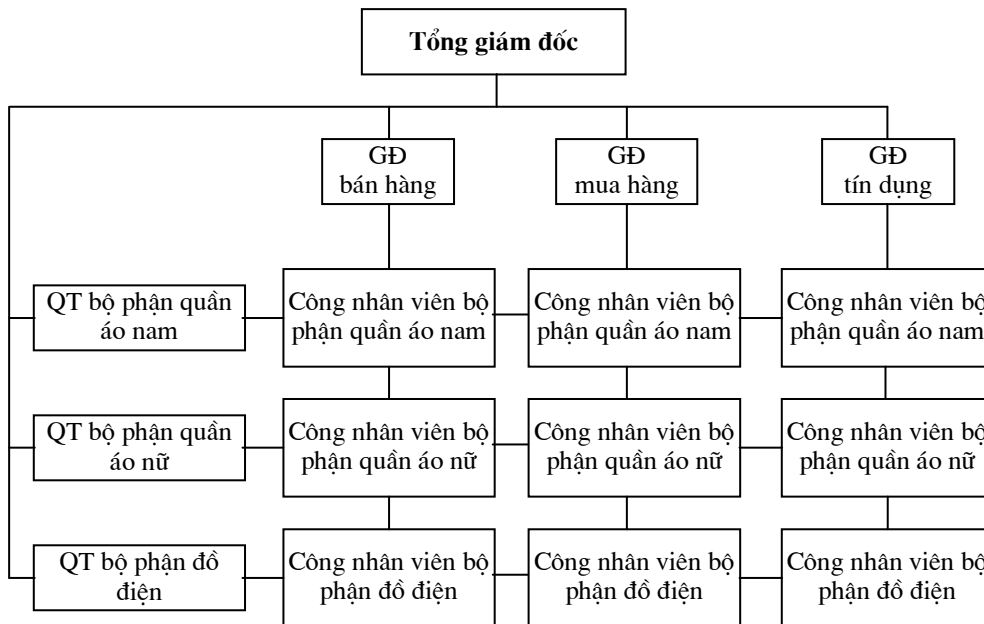 Tổng giám đốc
GĐ
bán hàng
GĐ
mua hàng
GĐ
tín dụng
QT bộ phận quần
áo nam
Công nhân viên bộ
phận quần áo nam
Công nhân viên bộ
phận quần áo nam
Công nhân viên bộ
phận quần áo nam
QT bộ phận quần
áo nữ
Công nhân viên bộ
phận quần áo nữ
Công nhân viên bộ
phận quần áo nữ
Công nhân viên bộ
phận quần áo nữ
QT bộ phận đồ
điện
Công nhân viên bộ
phận đồ điện
Công nhân viên bộ
phận đồ điện
Công nhân viên bộ
phận đồ điện